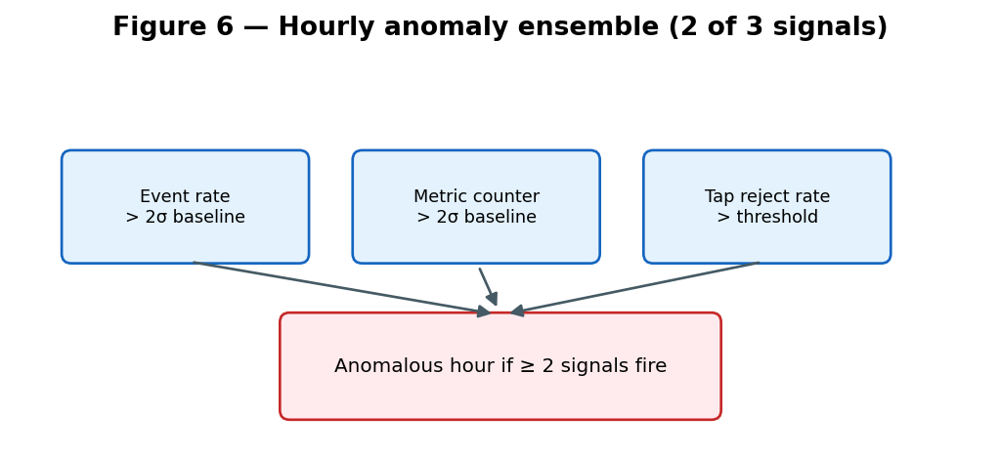 Figure 6 — Hourly anomaly ensemble (2 of 3 signals)
Event rate
> 2σ baseline
Metric counter
> 2σ baseline
Tap reject rate
> threshold
Anomalous hour if ≥ 2 signals fire